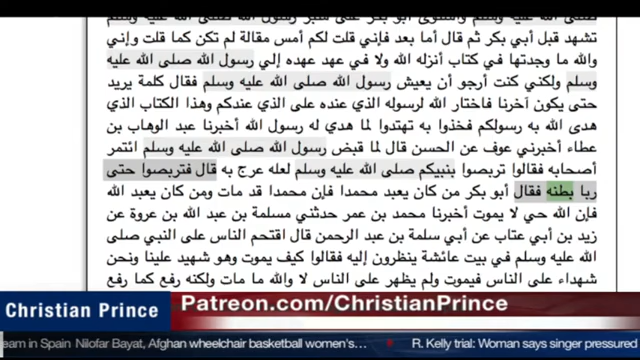 تشهد قبل أبي بكر ثم قال أما بعد فإني قلت لكم أمس مقالة لم تكن كما قلت وإني
والله ما وجدتها في كتاب أنزله الله ولا في عهد عهده إلي رسول الله صلى الله عليه
وسلم ولكني كنت أرجو أن يعيش رسول الله صلى الله عليه وسلم فقال كلمة يريد
حتى يكون آخرنا فاختار الله لرسوله الذي عنده على الذي عندكم وهذا الكتاب الذي
هدى الله به رسولكم فخذوا به تهتدوا لما هدي له رسول الله أخبرنا عبد الوهاب بن
عطاء أخبرني عوف عن الحسن قال لما قبض رسول الله صلى الله عليه وسلم ائتمر
أصحابه فقالوا تربصوا بنبيكم صلى الله عليه وسلم لعله عرج به قال فتربصوا حتى
ربا بطنه فقال أبو بكر من كان يعبد محمدا فإن محمدا قد مات ومن كان يعبد الله
فإن الله حي لا يموت أخبرنا محمد بن عمر حدثني مسلمة بن عبد الله بن عروة عن
زيد بن أبي عتاب عن أبي سلمة بن عبد الرحمن قال اقتحم الناس على النبي صلى
الله عليه وسلم في بيت عائشة ينظرون إليه فقالوا كيف يموت وهو شهيد علينا ونحن
شهداء على الناس فيموت ولم يظهر على الناس لا والله ما مات ولكنه رفع كما رفع
Christian Prince
Patreon.com/ChristianPrince
eam in Spain Nilofar Bayat, Afghan wheelchair basketball women's…
R. Kelly trial: Woman says singer pressured